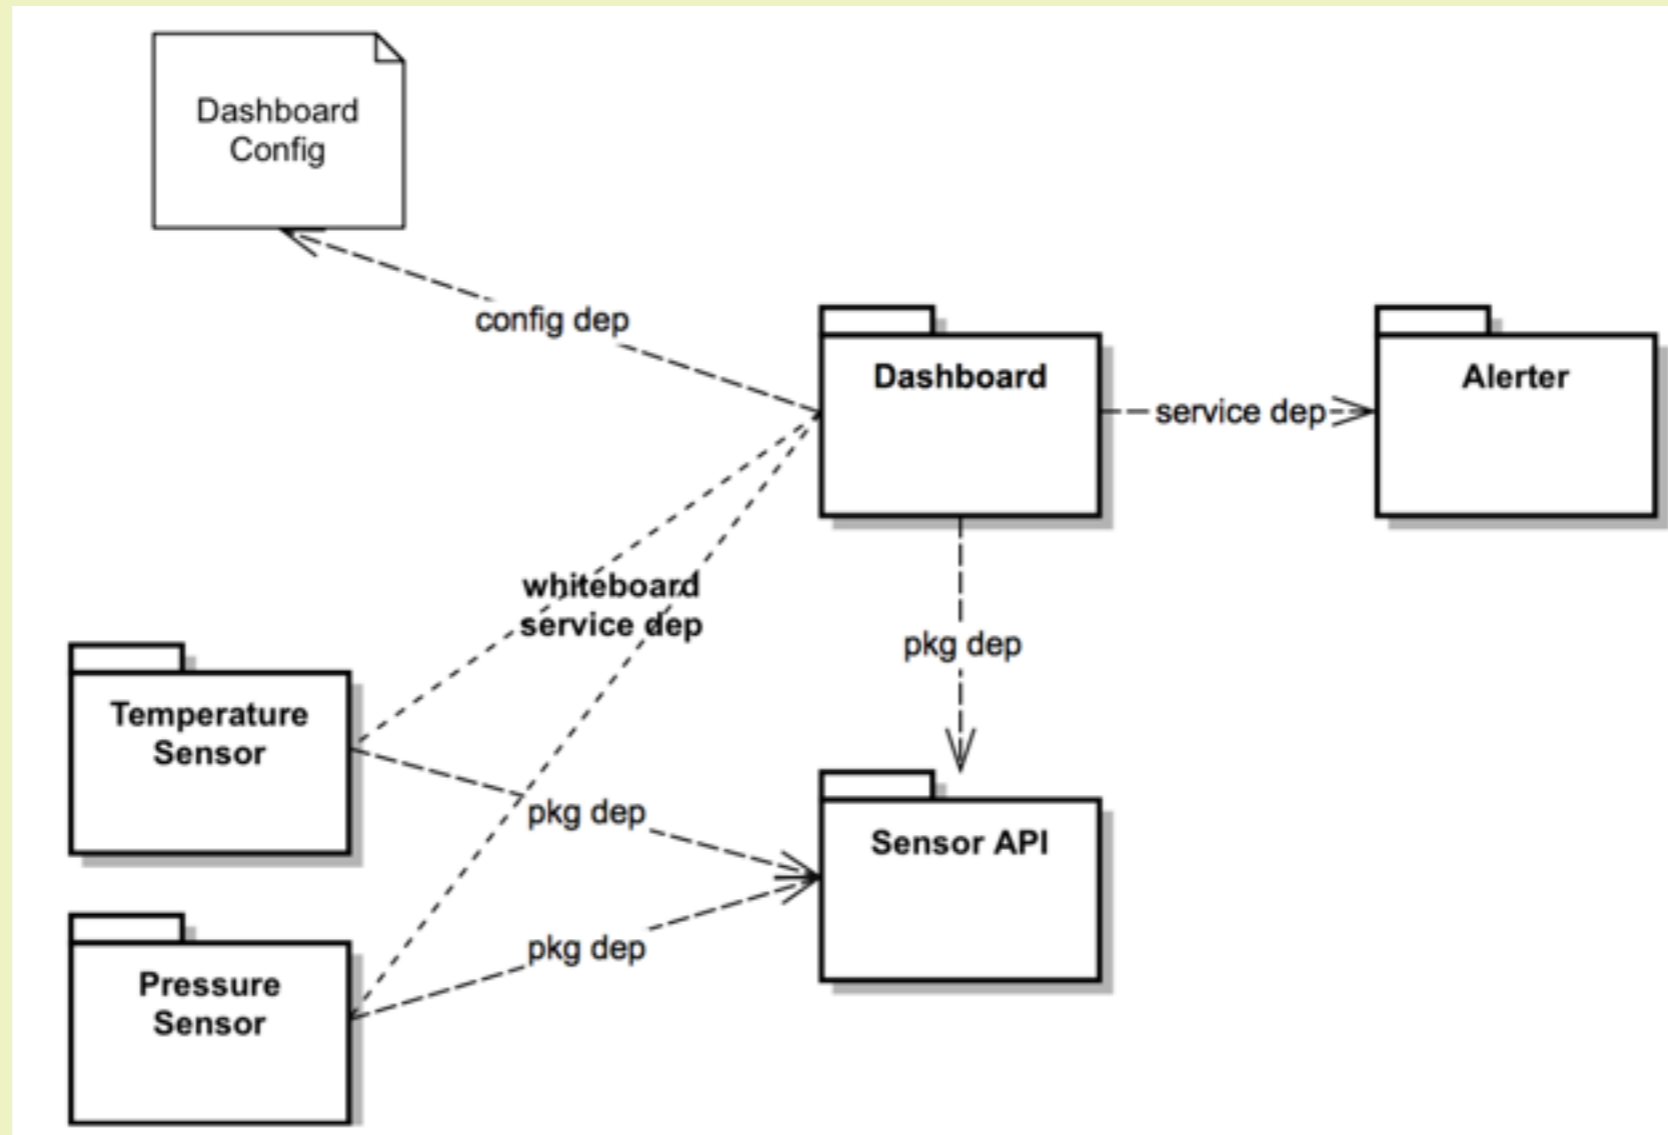 Dashboard
Config
config dep
Dashboard
service dep
Alerter
whiteboard
service dep
pkg dep
Temperature
Sensor
pkg dep
Sensor API
pkg dep
Pressure
Sensor